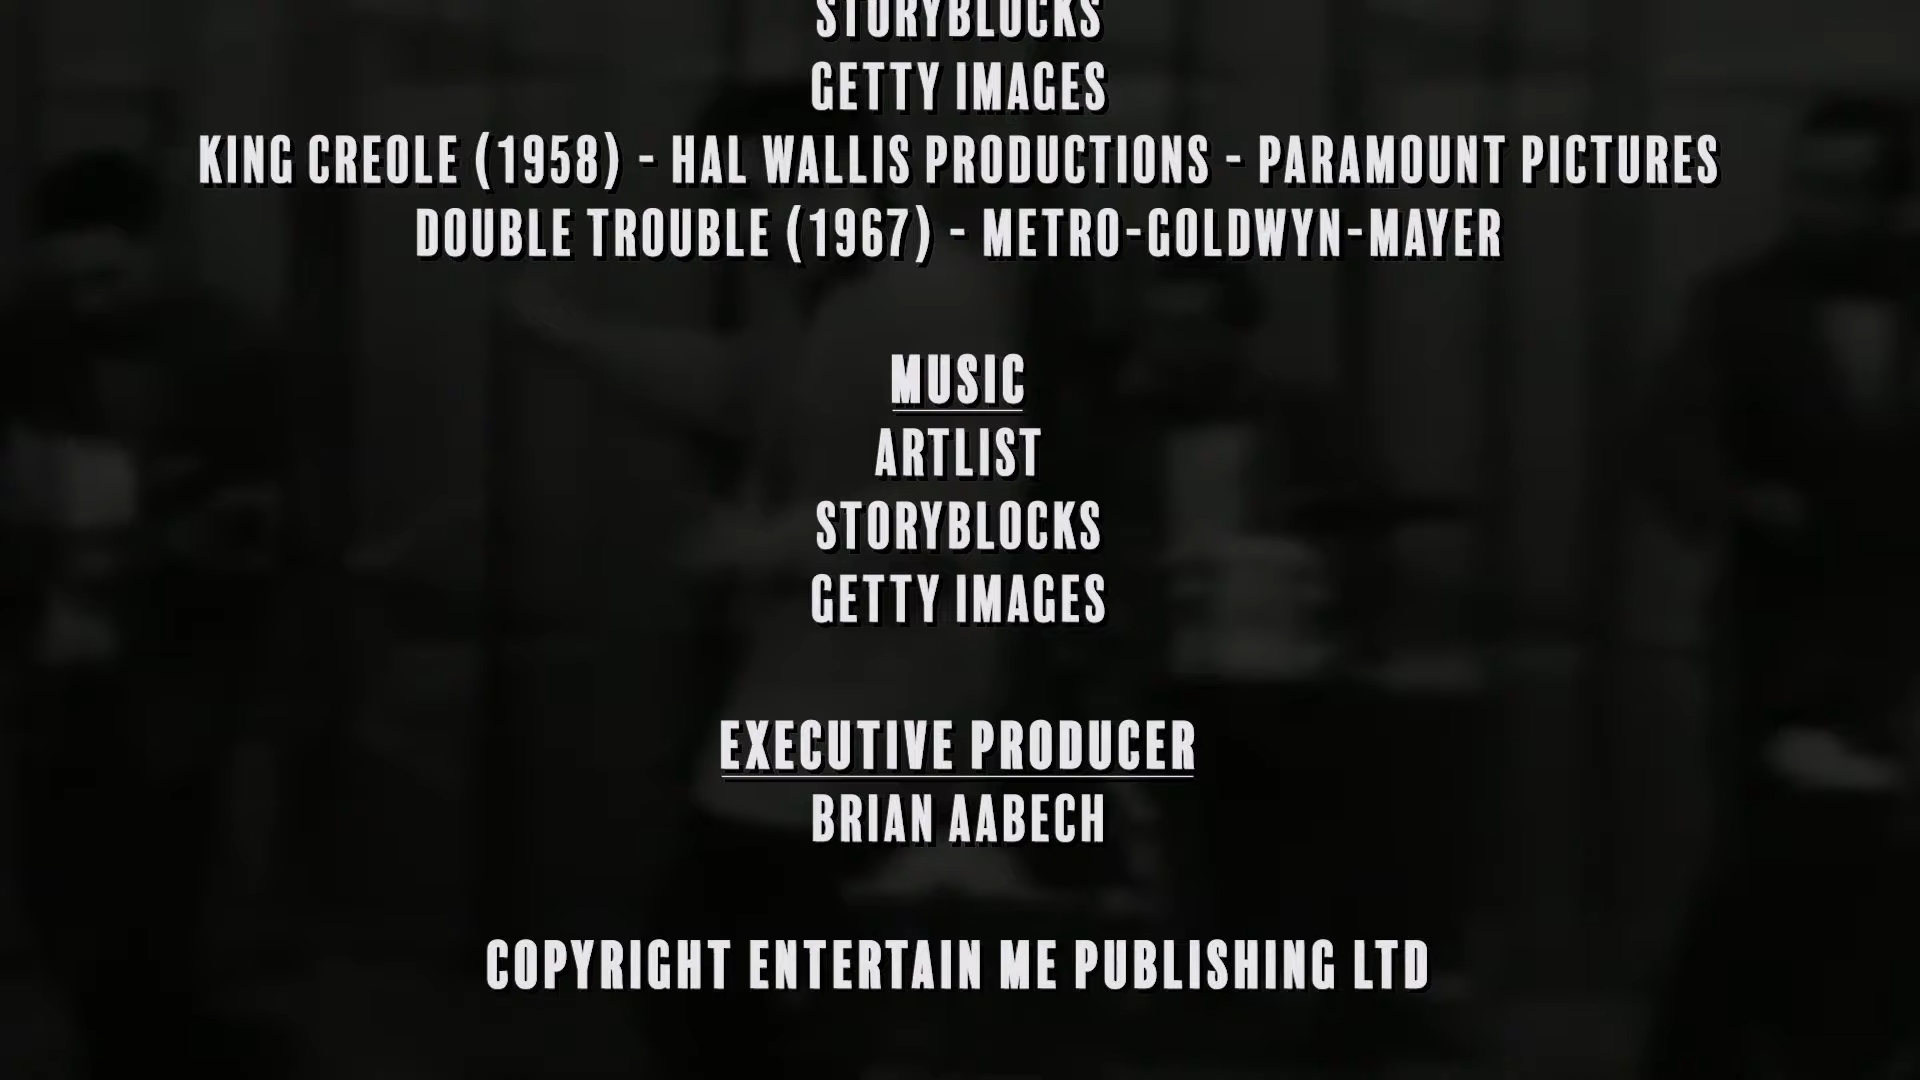 STORYBLOCKS
GETTY IMAGES
KING CREOLE (1958) - HAL WALLIS PRODUCTIONS - PARAMOUNT PICTURES
DOUBLE TROUBLE (1967) - METRO-GOLDWYN-MAYER
MUSIC
ARTLIST
STORYBLOCKS
GETTY IMAGES
EXECUTIVE PRODUCER
BRIAN AABECH
COPYRIGHT ENTERTAIN ME PUBLISHING LTD